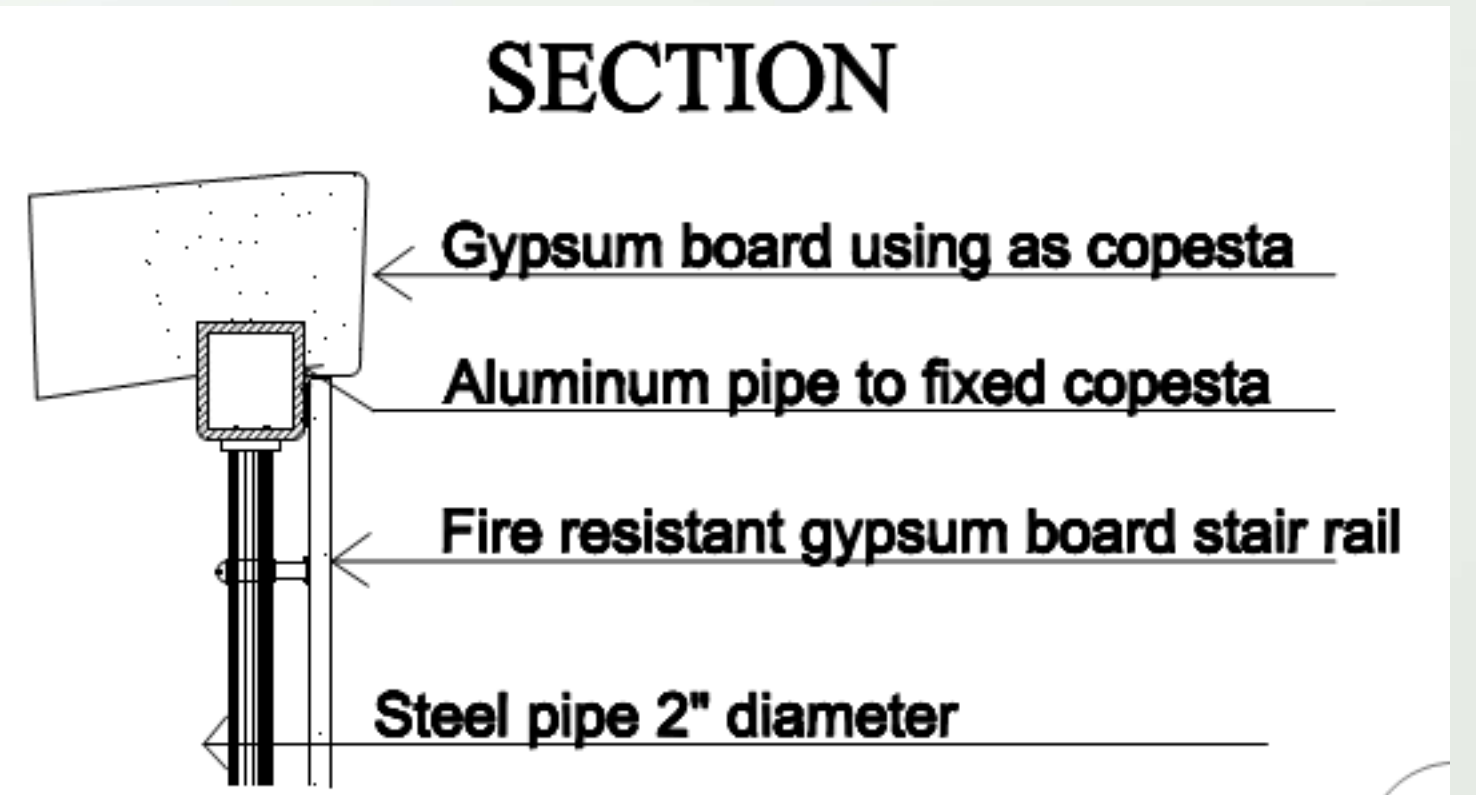 SECTION
Gypsum board using as copesta
Aluminum pipe to fixed copesta
Fire resistant gypsum board stair rail
Steel pipe 2" diameter